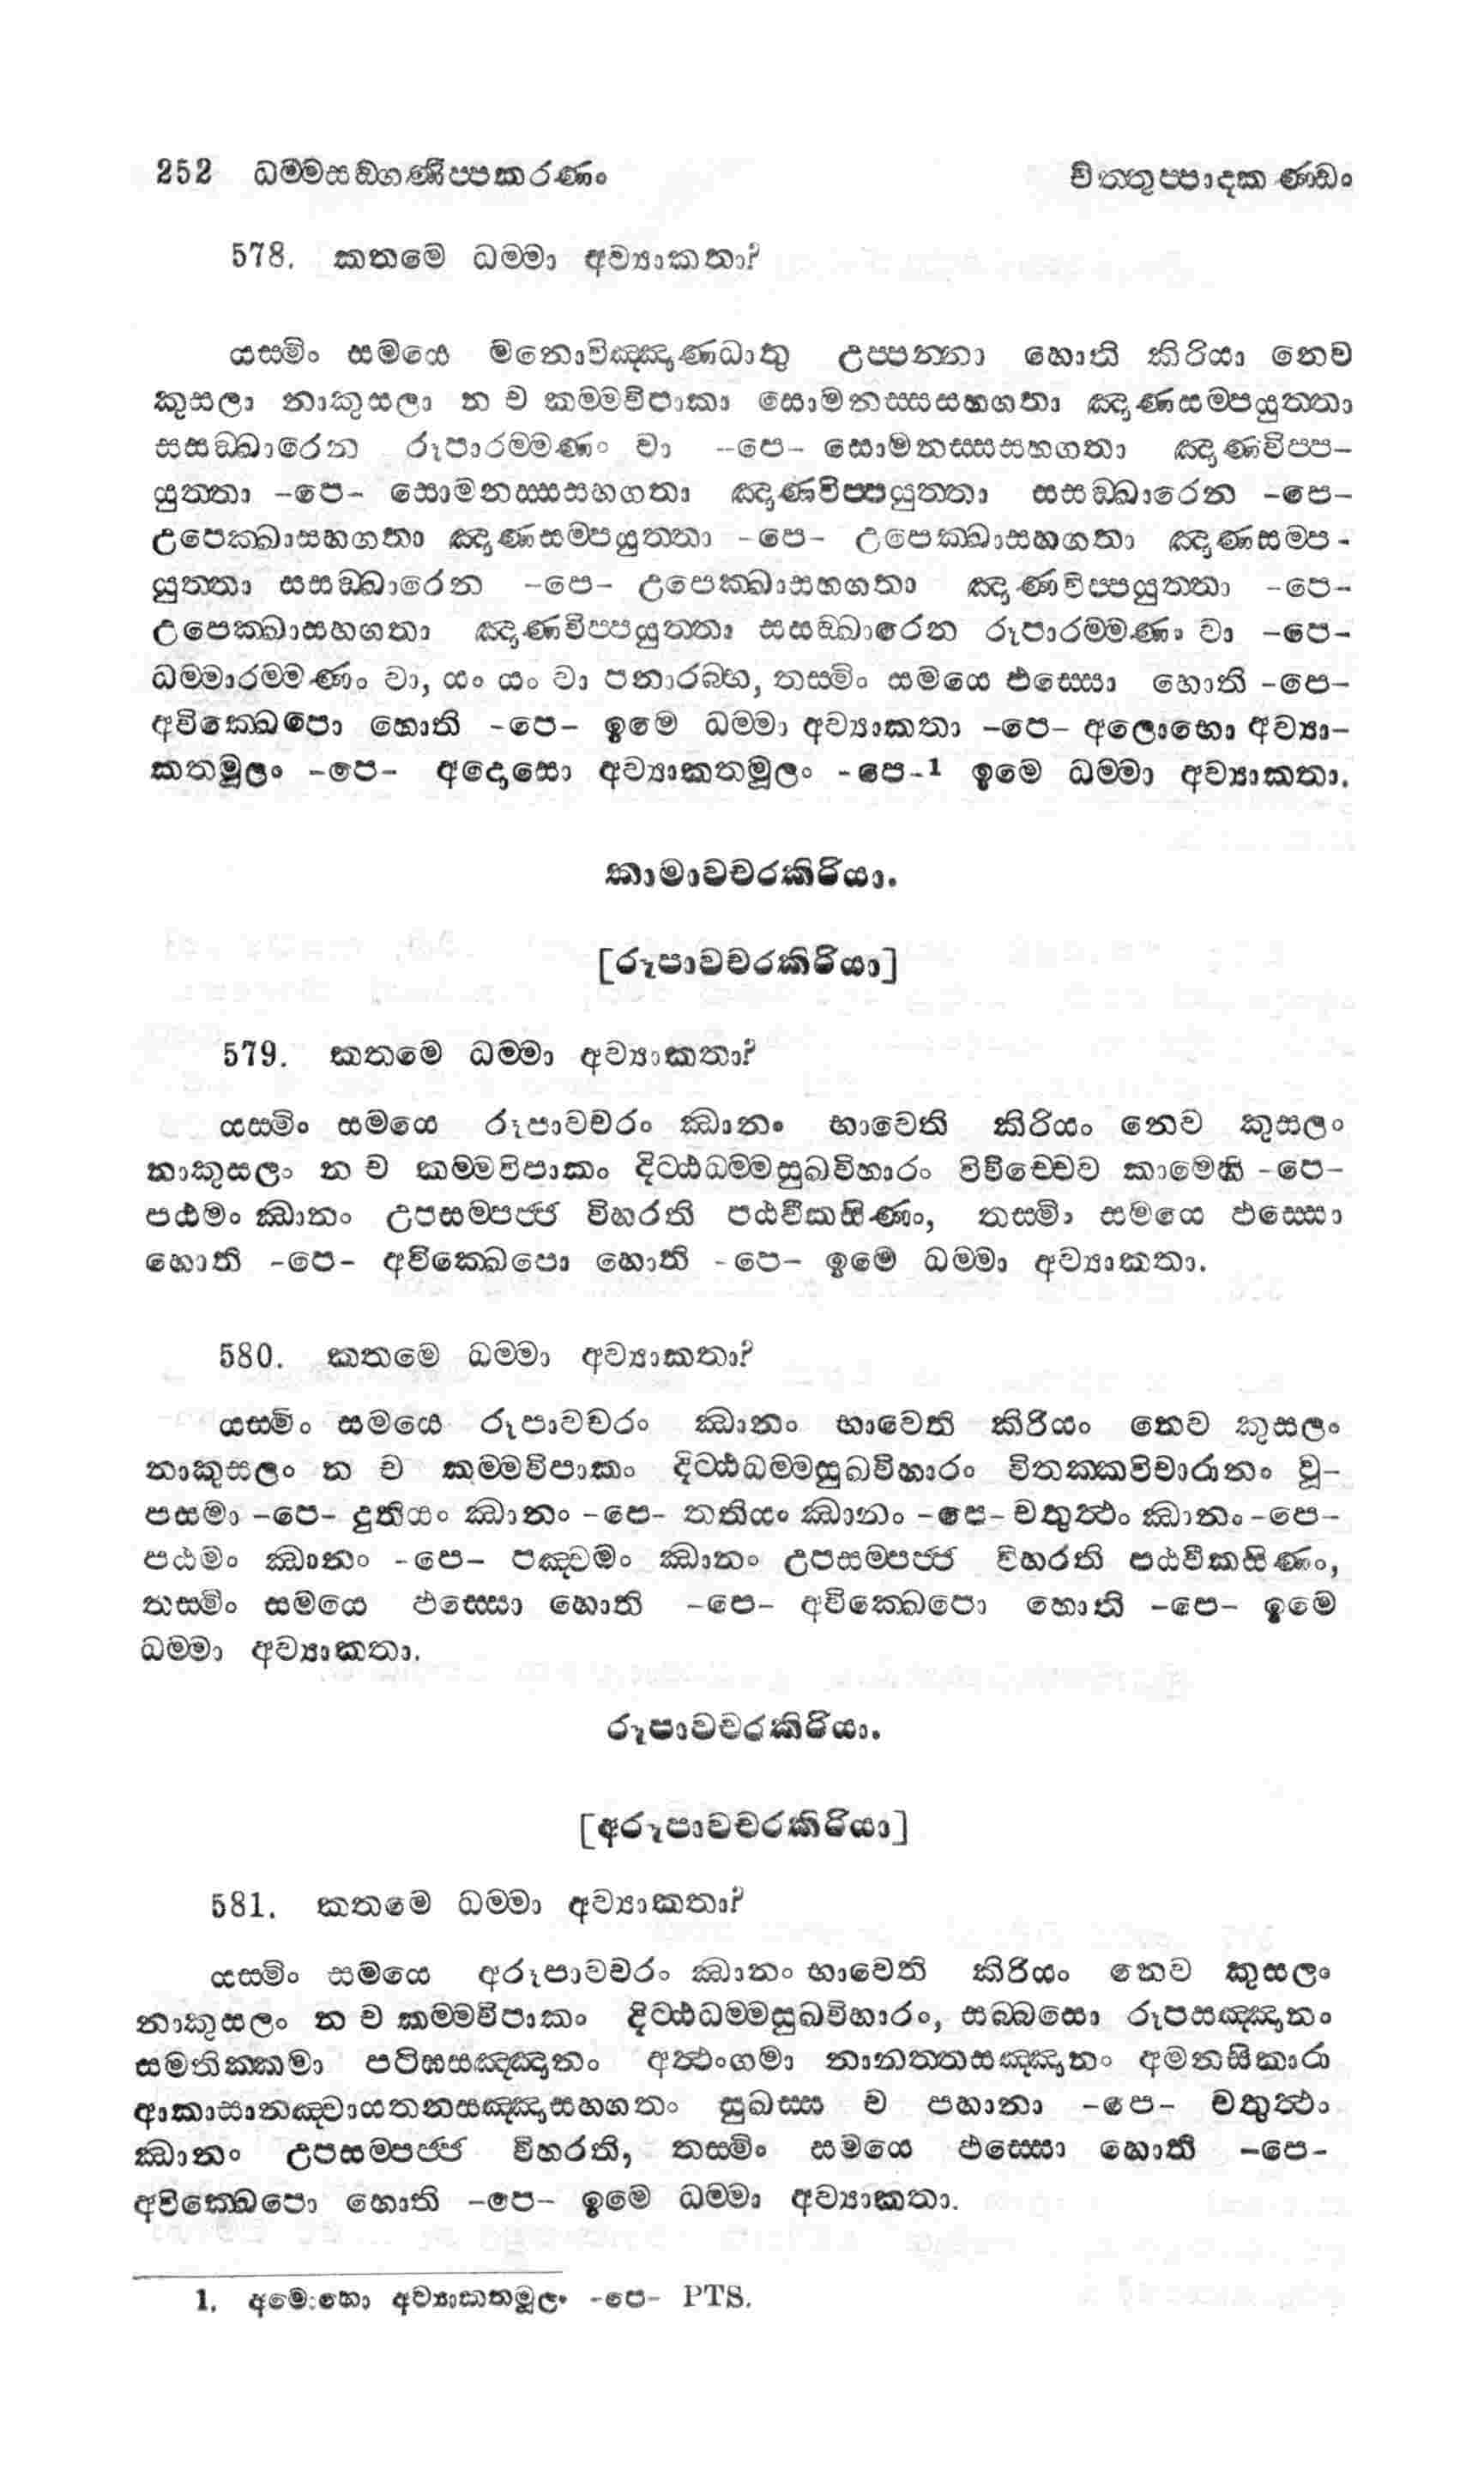 252 ධම්මසඞ්ගණිප්පකරණං චිත්තුප්පාදකණ්ඩං
578. කතමෙ ධම්මා අව්‍යාකතා?
යස්මිං සමයෙ මනොවිඤ්ඤාණධාතු උප්පන්නා හොති කිරියා නෙව
කුසලා නාකුසලා න ච කම්මවිපාකා සොමනස්සසහගතා ඤාණසම්පයුත්තා
සසඞ්ඛාරෙන රූපාරම්මණං වා -පෙ- සොමනස්සසහගතා ඤාණවිප්ප-
යුත්තා -පෙ- සොමනස්සසහගතා ඤාණවිප්පයුත්තා සසඞ්ඛාරෙන -පෙ-
උපෙක්ඛාසහගතා ඤාණසම්පයුත්තා -පෙ- උපෙක්ඛාසහගතා ඤාණසම්ප-
යුත්තා සසඞ්ඛාරෙන -පෙ- උපෙක්ඛාසහගතා ඤාණවිප්පයුත්තා -පෙ-
උපෙක්ඛාසහගතා ඤාණවිප්පයුත්තා සසඞ්ඛාරෙන රූපාරම්මණං වා -පෙ-
ධම්මාරම්මණං වා, යං යං වා පනාරබ්භ, තස්මිං සමයෙ ඵස්සො හොති -පෙ-
අවික්ඛෙපො හොති -පෙ- ඉමෙ ධම්මා අව්‍යාකතා -පෙ- අලොභො අව්‍යා-
කතමූලං -පෙ- අදොසො අව්‍යාකතමූලං -පෙ-1 ඉමෙ ධම්මා අව්‍යාකතා.
කාමාවචරකිරියා.
[රූපාවචරකිරියා]
579. කතමෙ ධම්මා අව්‍යාකතා?
යස්මිං සමයෙ රූපාවචරං ඣානං භාවෙති කිරියං නෙව කුසලං
නාකුසලං න ච කම්මවිපාකං දිට්ඨධම්මසුඛවිහාරං විවිච්චෙව කාමෙහි -පෙ-
පඨමං ඣානං උපසම්පජ්ජ විහරති පඨවීකසිණං, තස්මිං සමයෙ ඵස්සො
හොති -පෙ- අවික්ඛෙපො හොති -පෙ- ඉමෙ ධම්මා අව්‍යාකතා.
580. කතමෙ ධම්මා අව්‍යාකතා?
යස්මිං සමයෙ රූපාවචරං ඣානං භාවෙති කිරියං නෙව කුසලං
නාකුසලං න ච කම්මවිපාකං දිට්ඨධම්මසුඛවිහාරං විතක්කවිචාරානං වූ-
පසමා -පෙ- දුතියං ඣානං -පෙ- තතියං ඣානං -පෙ- චතුත්ථං ඣානං -පෙ-
පඨමං ඣානං -පෙ- පඤ්චමං ඣානං උපසම්පජ්ජ විහරති පඨවීකසිණං,
තස්මිං සමයෙ ඵස්සො හොති -පෙ- අවික්ඛෙපො හොති -පෙ- ඉමෙ
ධම්මා අව්‍යාකතා.
රූපාවචරකිරියා.
[අරූපාවචරකිරියා]
581. කතමෙ ධම්මා අව්‍යාකතා?
යස්මිං සමයෙ අරූපාවචරං ඣානං භාවෙති කිරියං නෙව කුසලං
නාකුසලං න ච කම්මවිපාකං දිට්ඨධම්මසුඛවිහාරං, සබ්බසො රූපසඤ්ඤානං
සමතික්කමා පටිඝසඤ්ඤානං අත්ථංගමා නානත්තසඤ්ඤානං අමනසිකාරා
ආකාසානඤ්චායතනසඤ්ඤාසහගතං සුඛස්ස ච පහානා -පෙ- චතුත්ථං
ඣානං උපසම්පජ්ජ විහරති, තස්මිං සමයෙ ඵස්සො හොති -පෙ-
අවික්ඛෙපො හොති -පෙ- ඉමෙ ධම්මා අව්‍යාකතා.
1. අමොහො අව්‍යාකතමූලං -පෙ- PTS.